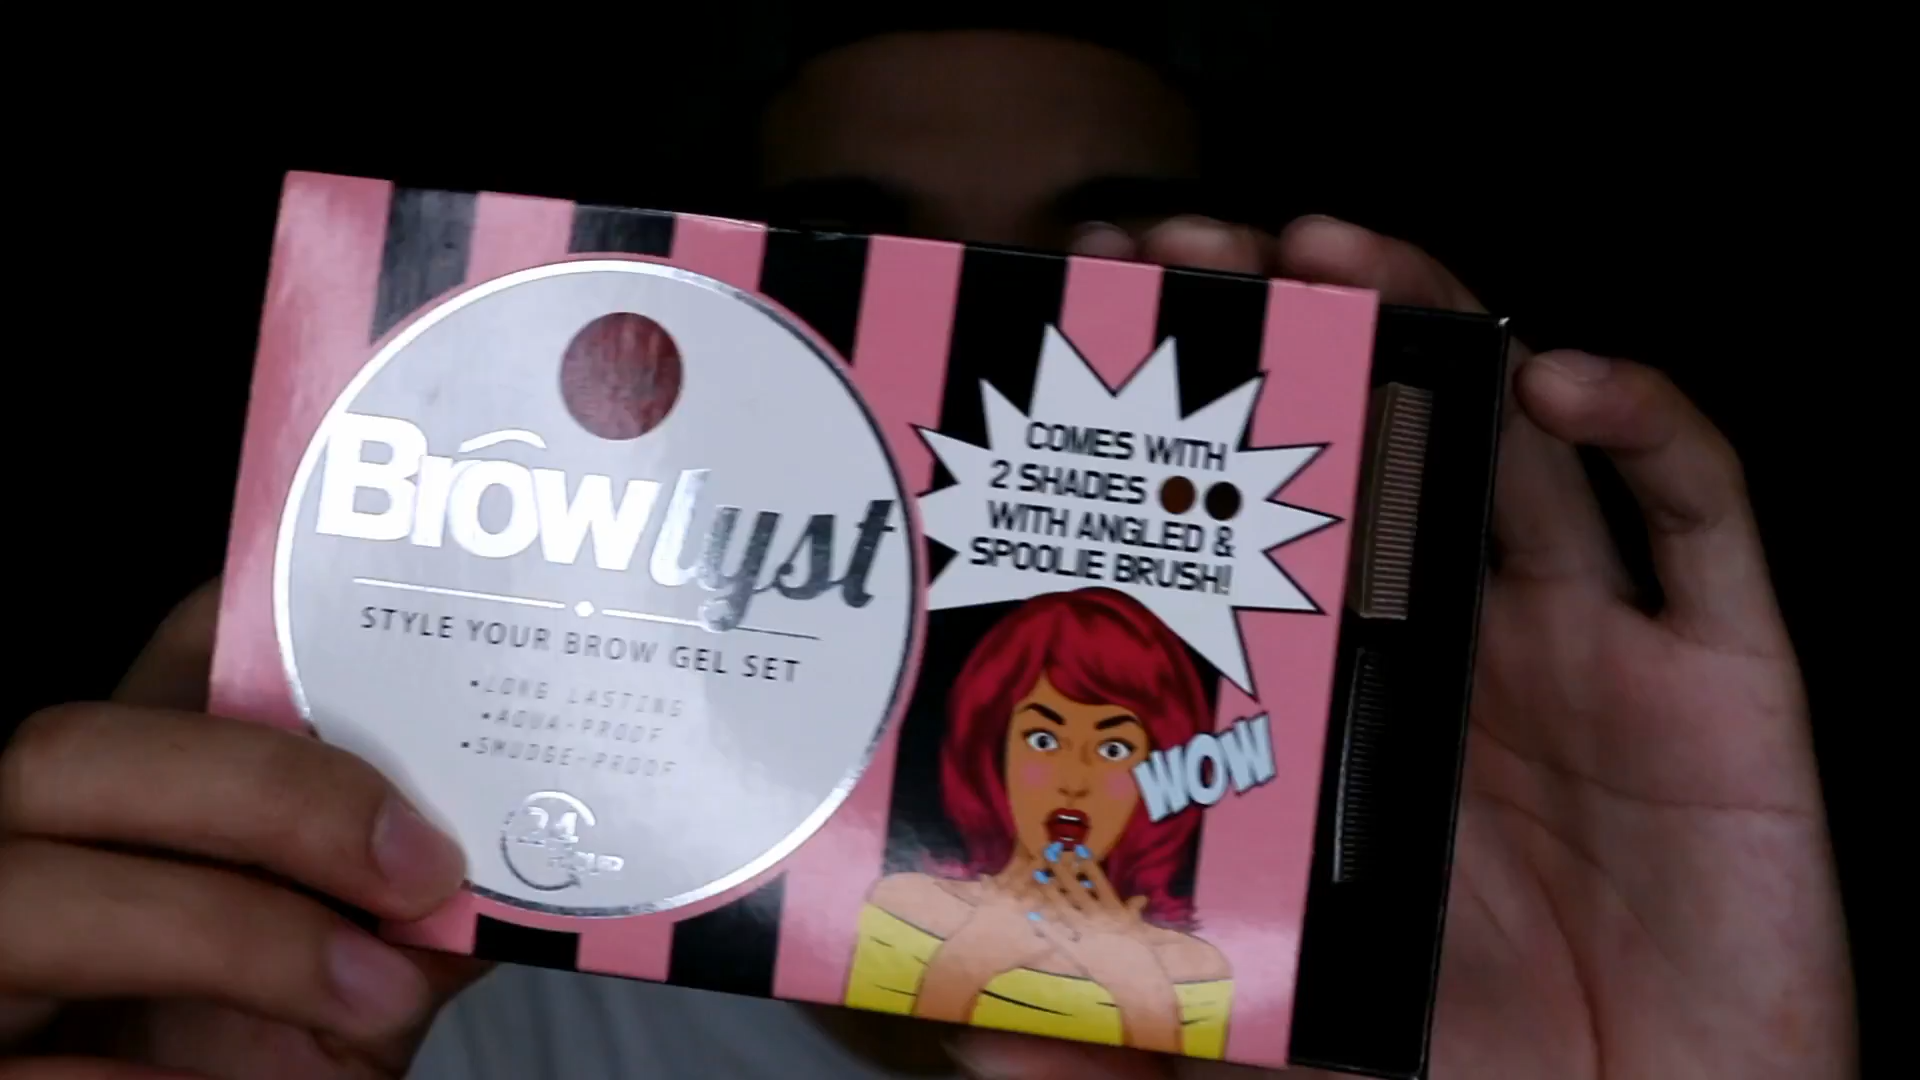 Browlyst
STYLE YOUR BROW GEL SET
•LONG LASTING
•AQUA-PROOF
•SMUDGE-PROOF
24
HOUR
COMES WITH
2 SHADES
WITH ANGLED &
SPOOLIE BRUSH!
WOW